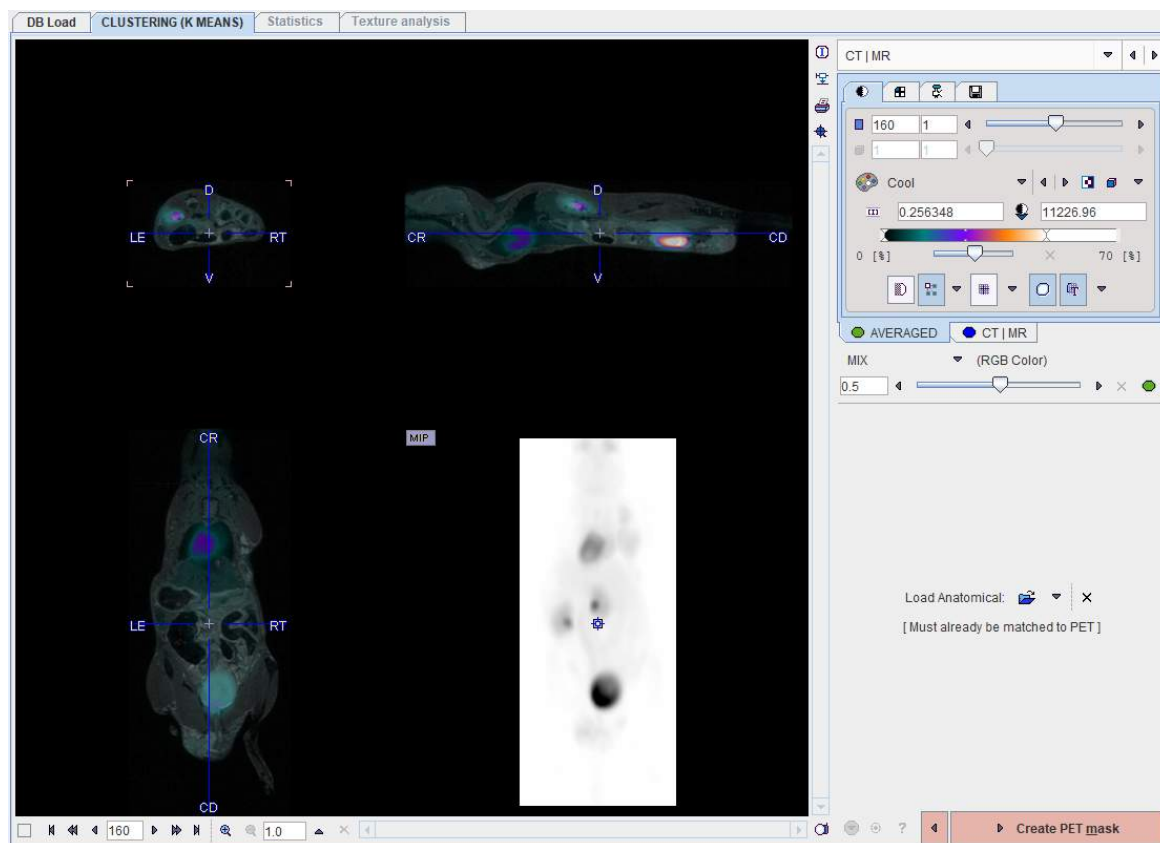 DB Load CLUSTERING (K MEANS) Statistics Texture analysis
CT | MR
160 1
1 1
Cool
0.256348 11226.96
0 [%] 70 [%]
AVERAGED CT | MR
MIX (RGB Color)
0.5
D
LE RT
V
D
CR CD
V
CR
LE RT
CD
MIP
Load Anatomical:
[ Must already be matched to PET ]
160 1.0
? Create PET mask